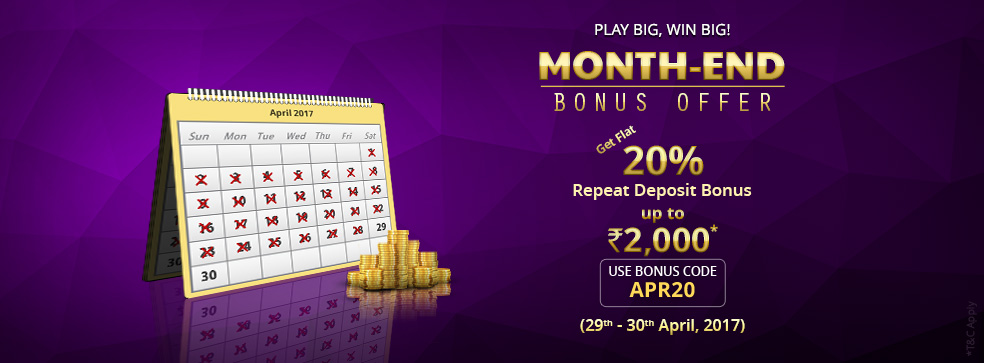 PLAY BIG, WIN BIG!
MONTH-END
BONUS OFFER
Get Flat
20%
Repeat Deposit Bonus
up to
₹2,000*
USE BONUS CODE
APR20
(29th - 30th April, 2017)
*T&C Apply
April 2017
Sun Mon Tue Wed Thu Fri Sat
1
2 3 4 5 6 7 8
9 10 11 12 13 14 15
16 17 18 19 20 21 22
23 24 25 26 27 28 29
30